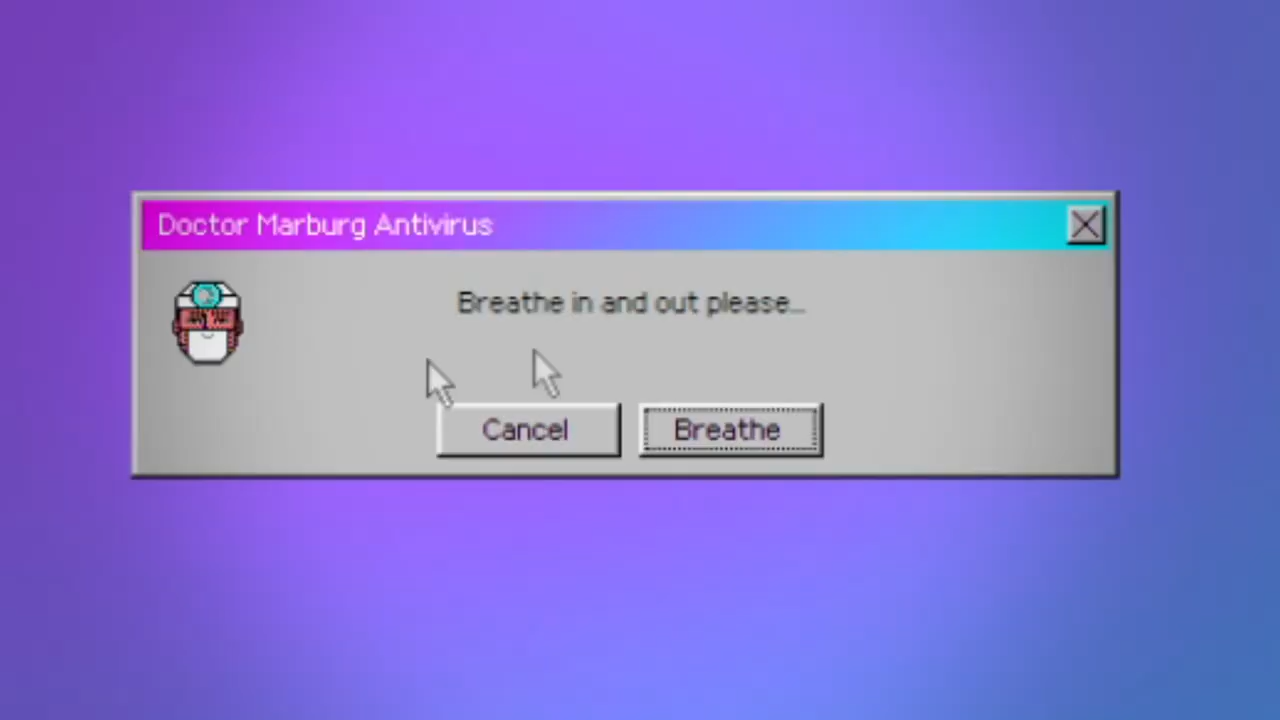 Doctor Marburg Antivirus
Breathe in and out please...
Cancel
Breathe